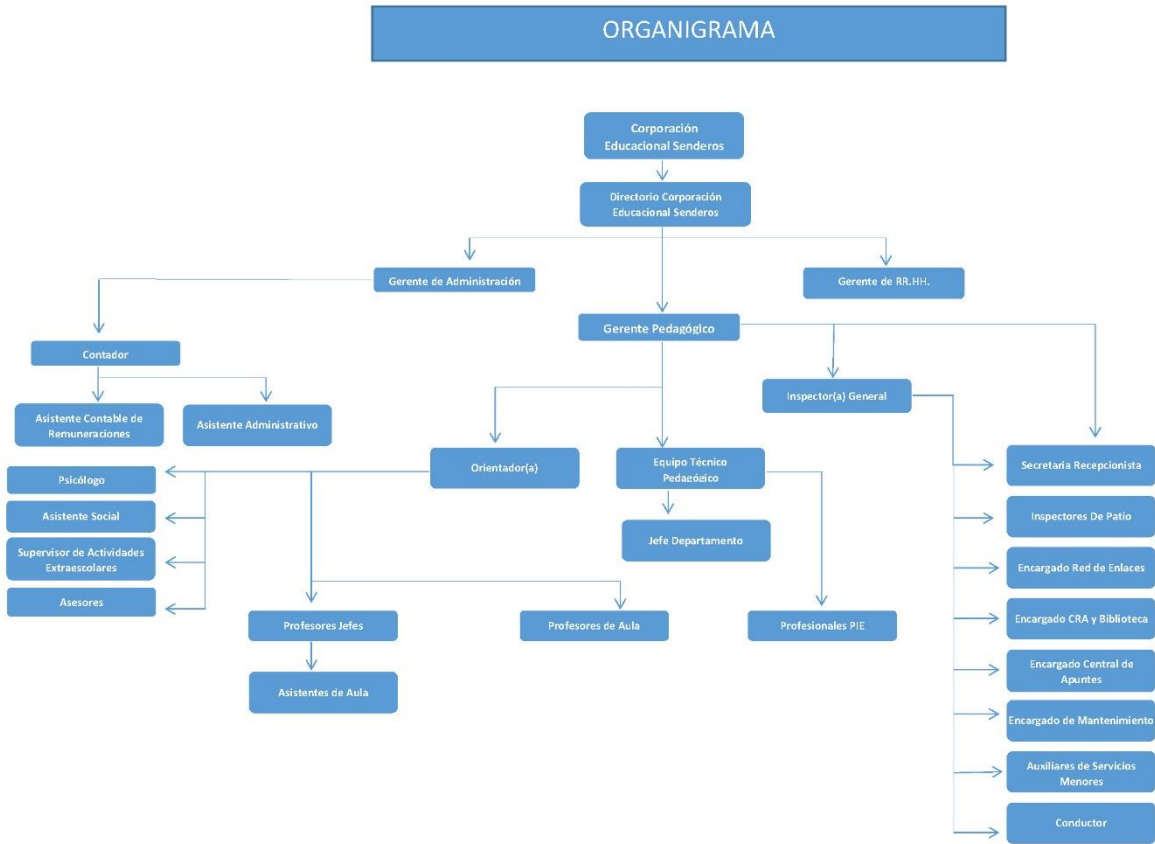 ORGANIGRAMA
Corporación
Educacional Senderos
Directorio Corporación
Educacional Senderos
Gerente de Administración
Gerente de RR.HH.
Gerente Pedagógico
Contador
Inspector(a) General
Asistente Contable de
Remuneraciones
Asistente Administrativo
Orientador(a)
Equipo Técnico
Pedagógico
Secretaria Recepcionista
Psicólogo
Asistente Social
Inspectores De Patio
Jefe Departamento
Supervisor de Actividades
Extraescolares
Encargado Red de Enlaces
Asesores
Profesores Jefes
Profesores de Aula
Profesionales PIE
Encargado CRA y Biblioteca
Asistentes de Aula
Encargado Central de
Apuntes
Encargado de Mantenimiento
Auxiliares de Servicios
Menores
Conductor